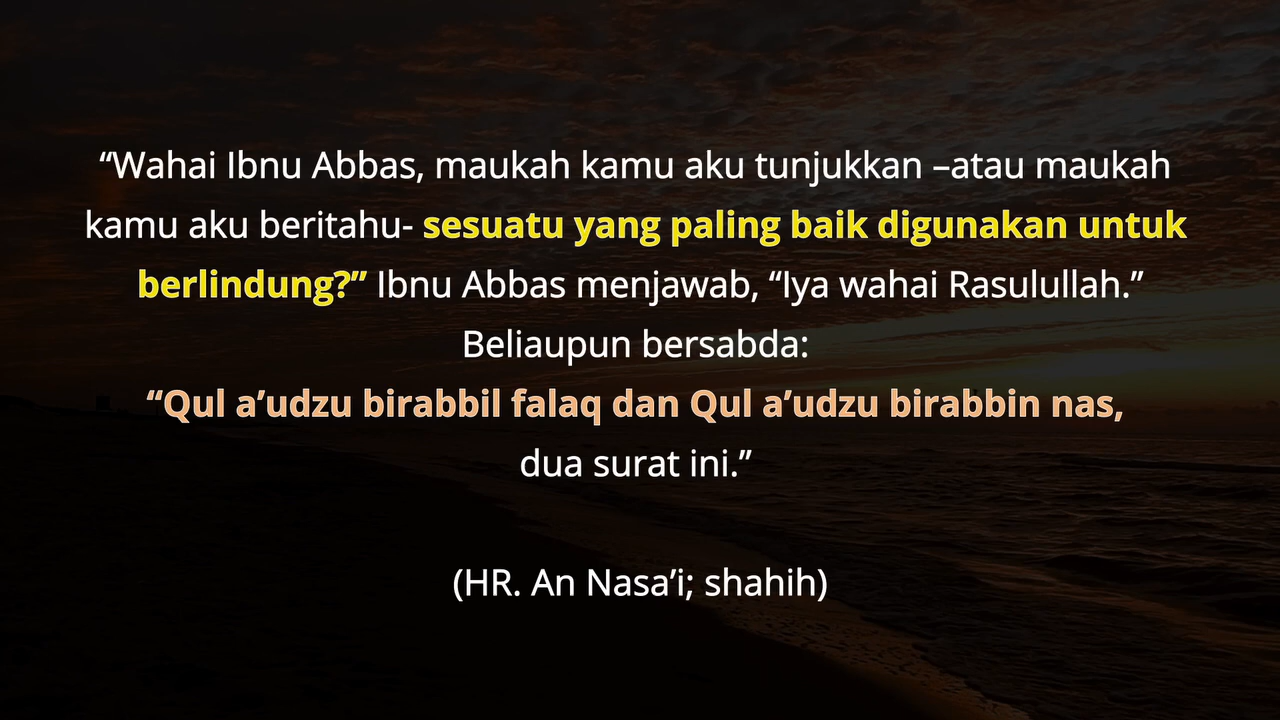 “Wahai Ibnu Abbas, maukah kamu aku tunjukkan –atau maukah
kamu aku beritahu- sesuatu yang paling baik digunakan untuk
berlindung?” Ibnu Abbas menjawab, “Iya wahai Rasulullah.”
Beliaupun bersabda:
“Qul a’udzu birabbil falaq dan Qul a’udzu birabbin nas,
dua surat ini.”
(HR. An Nasa’i; shahih)